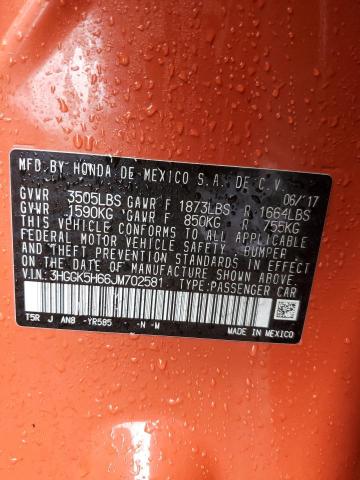 MFD.BY HONDA DE MEXICO S.A. DE C.V. 06/'17
GVWR 3505LBS GAWR F 1873LBS R 1664LBS
GVWR 1590KG GAWR F 850KG R 755KG
THIS VEHICLE CONFORMS TO ALL APPLICABLE
FEDERAL MOTOR VEHICLE SAFETY, BUMPER
AND THEFT PREVENTION STANDARDS IN
EFFECT ON THE DATE OF MANUFACTURE
SHOWN ABOVE.
V.I.N.: 3HGGK5H66JM702581 TYPE:PASSENGER CAR
T5R J AN8 -YR585 -N -M
MADE IN MEXICO